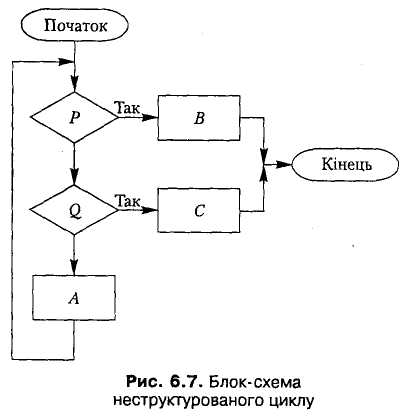 Початок
P
Так
B
Кінець
Q
Так
C
A
Рис. 6.7. Блок-схема
неструктурованого циклу